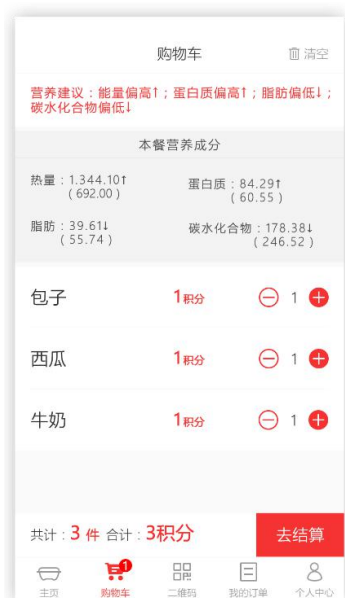 购物车 清空
营养建议：能量偏高↑；蛋白质偏高↑；脂肪偏低↓；
碳水化合物偏低↓
本餐营养成分
热量：1.344.10↑ 蛋白质：84.29↑
(692.00) (60.55)
脂肪：39.61↓ 碳水化合物：178.38↓
(55.74) (246.52)
包子 1积分 1
西瓜 1积分 1
牛奶 1积分 1
共计：3 件 合计：3积分 去结算
1
主页 购物车 二维码 我的订单 个人中心